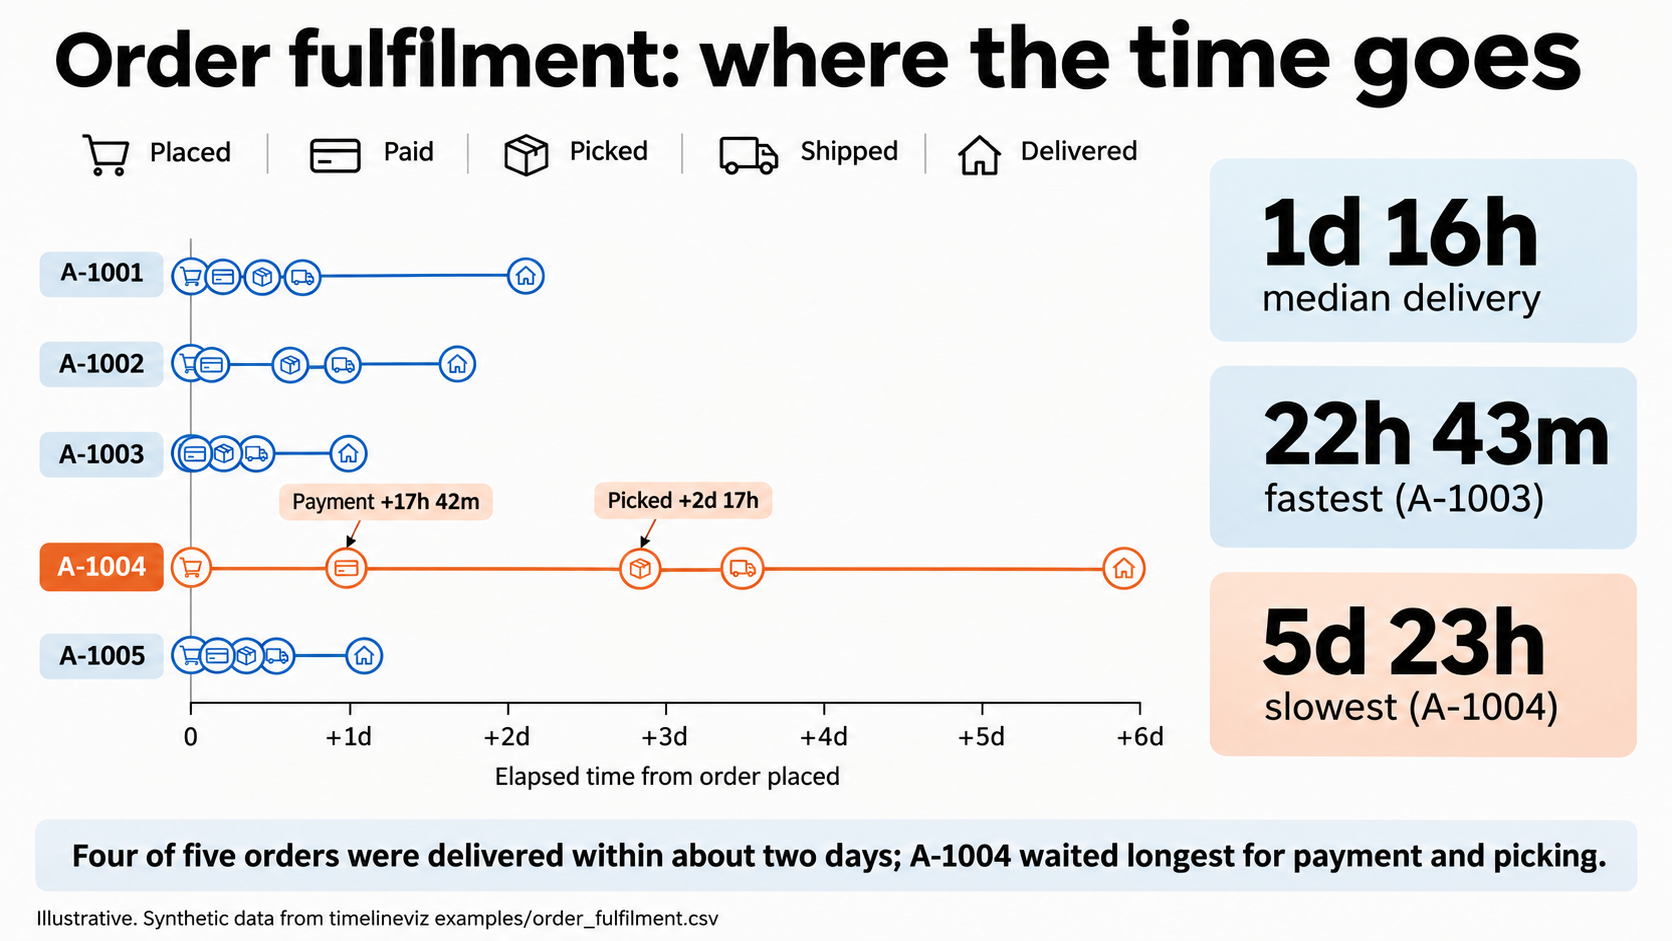 Order fulfilment: where the time goes
Placed
Paid
Picked
Shipped
Delivered
A-1001
A-1002
A-1003
Payment +17h 42m
Picked +2d 17h
A-1004
A-1005
0
+1d
+2d
+3d
+4d
+5d
+6d
Elapsed time from order placed
1d 16h
median delivery
22h 43m
fastest (A-1003)
5d 23h
slowest (A-1004)
Four of five orders were delivered within about two days; A-1004 waited longest for payment and picking.
Illustrative. Synthetic data from timelineviz examples/order_fulfilment.csv